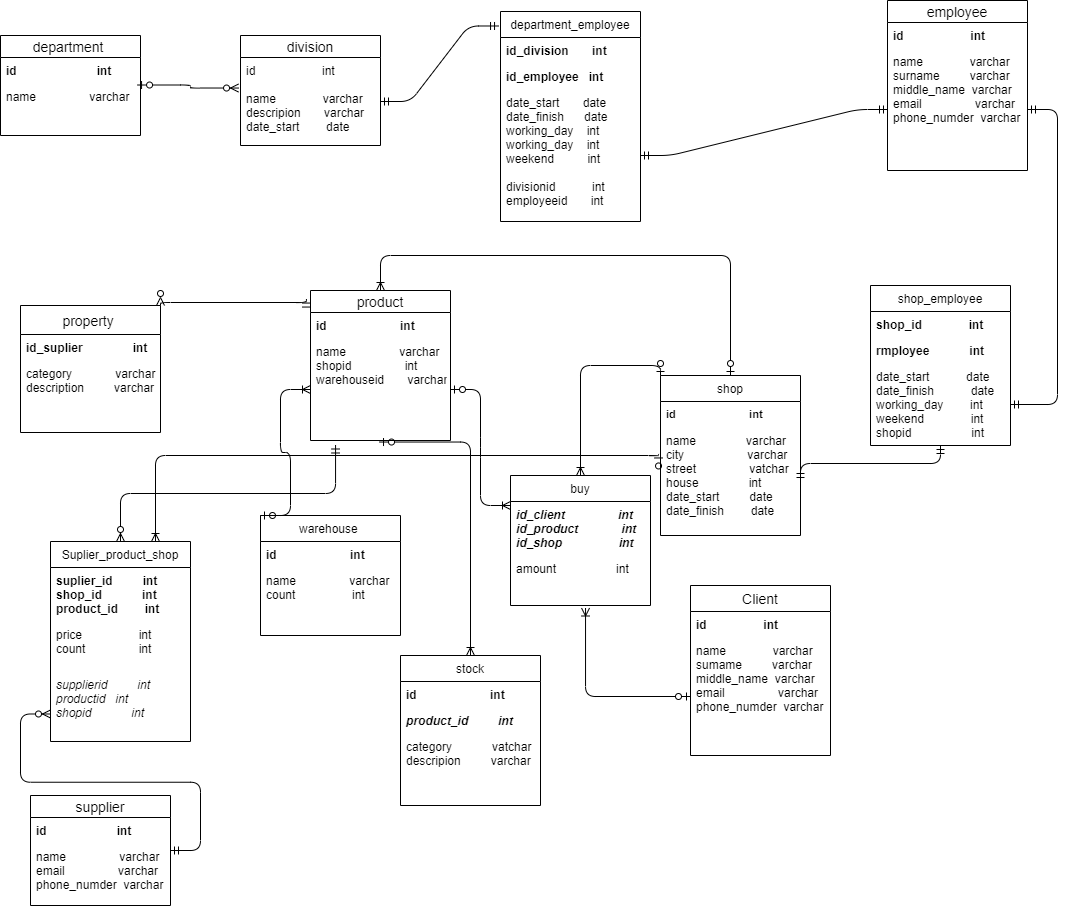 department
id int
name varchar
division
id int
name varchar
descripion varchar
date_start date
department_employee
id_division int
id_employee int
date_start date
date_finish date
working_day int
working_day int
weekend int
divisionid int
employeeid int
employee
id int
name varchar
surname varchar
middle_name varchar
email varchar
phone_numder varchar
property
id_suplier int
category varchar
description varchar
product
id int
name varchar
shopid int
warehouseid varchar
shop
id int
name varchar
city varchar
street vatchar
house int
date_start date
date_finish date
shop_employee
shop_id int
rmployee int
date_start date
date_finish date
working_day int
weekend int
shopid int
Suplier_product_shop
suplier_id int
shop_id int
product_id int
price int
count int
supplierid int
productid int
shopid int
warehouse
id int
name varchar
count int
buy
id_client int
id_product int
id_shop int
amount int
Client
id int
name varchar
sumame varchar
middle_name varchar
email varchar
phone_numder varchar
stock
id int
product_id int
category vatchar
descripion varchar
supplier
id int
name varchar
email varchar
phone_numder varchar